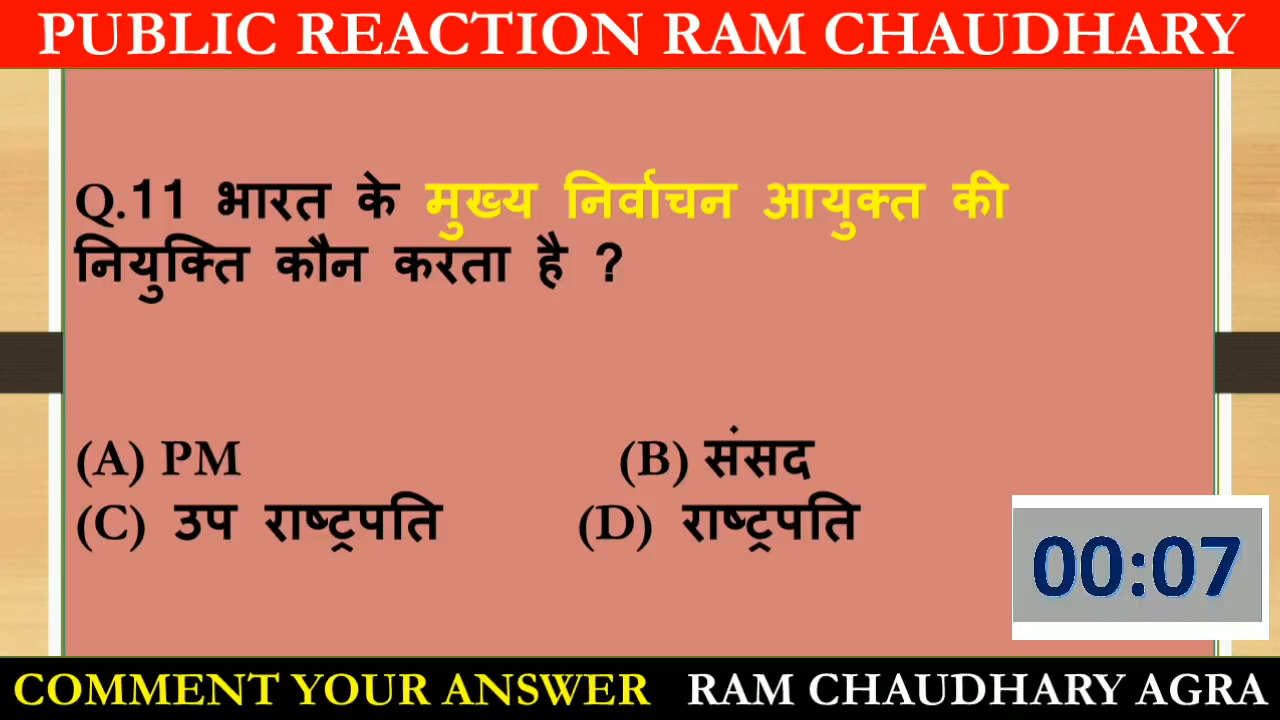 PUBLIC REACTION RAM CHAUDHARY
Q.11 भारत के मुख्य निर्वाचन आयुक्त की
नियुक्ति कौन करता है ?
(A) PM (B) संसद
(C) उप राष्ट्रपति (D) राष्ट्रपति
00:07
COMMENT YOUR ANSWER RAM CHAUDHARY AGRA